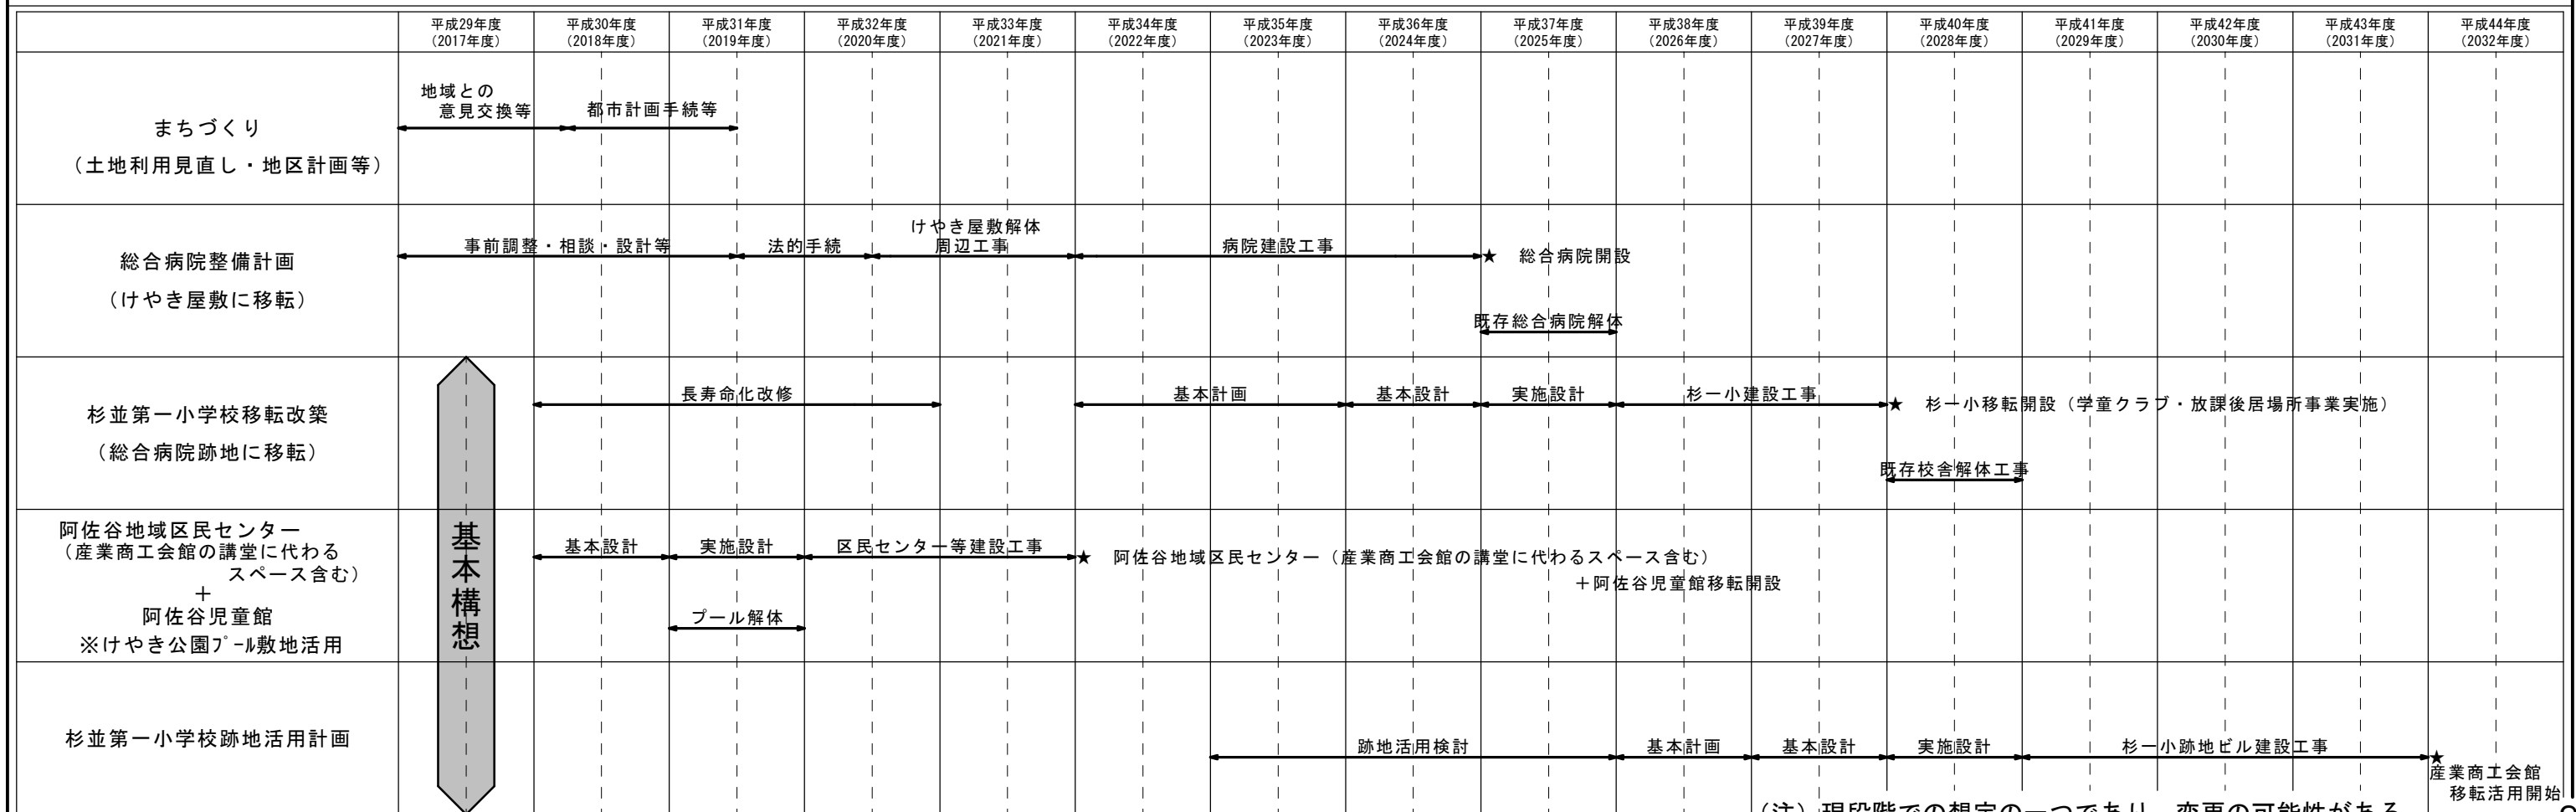 平成29年度 平成30年度 平成31年度 平成32年度 平成33年度 平成34年度 平成35年度 平成36年度 平成37年度 平成38年度 平成39年度 平成40年度 平成41年度 平成42年度 平成43年度 平成44年度
（2017年度） （2018年度） （2019年度） （2020年度） （2021年度） （2022年度） （2023年度） （2024年度） （2025年度） （2026年度） （2027年度） （2028年度） （2029年度） （2030年度） （2031年度） （2032年度）
まちづくり
（土地利用見直し・地区計画等）
地域との
意見交換等
都市計画手続等
総合病院整備計画
（けやき屋敷に移転）
事前調整・相談・設計等
法的手続
けやき屋敷解体
周辺工事
病院建設工事
★ 総合病院開設
既存総合病院解体
杉並第一小学校移転改築
（総合病院跡地に移転）
長寿命化改修
基本計画
基本設計
実施設計
杉一小建設工事
★ 杉一小移転開設（学童クラブ・放課後居場所事業実施）
既存校舎解体工事
基本構想
阿佐谷地域区民センター
（産業商工会館の講堂に代わる
スペース含む）
＋
阿佐谷児童館
※けやき公園ﾌﾟｰﾙ敷地活用
基本設計
実施設計
区民センター等建設工事
★ 阿佐谷地域区民センター（産業商工会館の講堂に代わるスペース含む）
＋阿佐谷児童館移転開設
プール解体
杉並第一小学校跡地活用計画
跡地活用検討
基本計画
基本設計
実施設計
杉一小跡地ビル建設工事
★
産業商工会館
移転活用開始
（注）現段階での想定の一つであり、変更の可能性がある